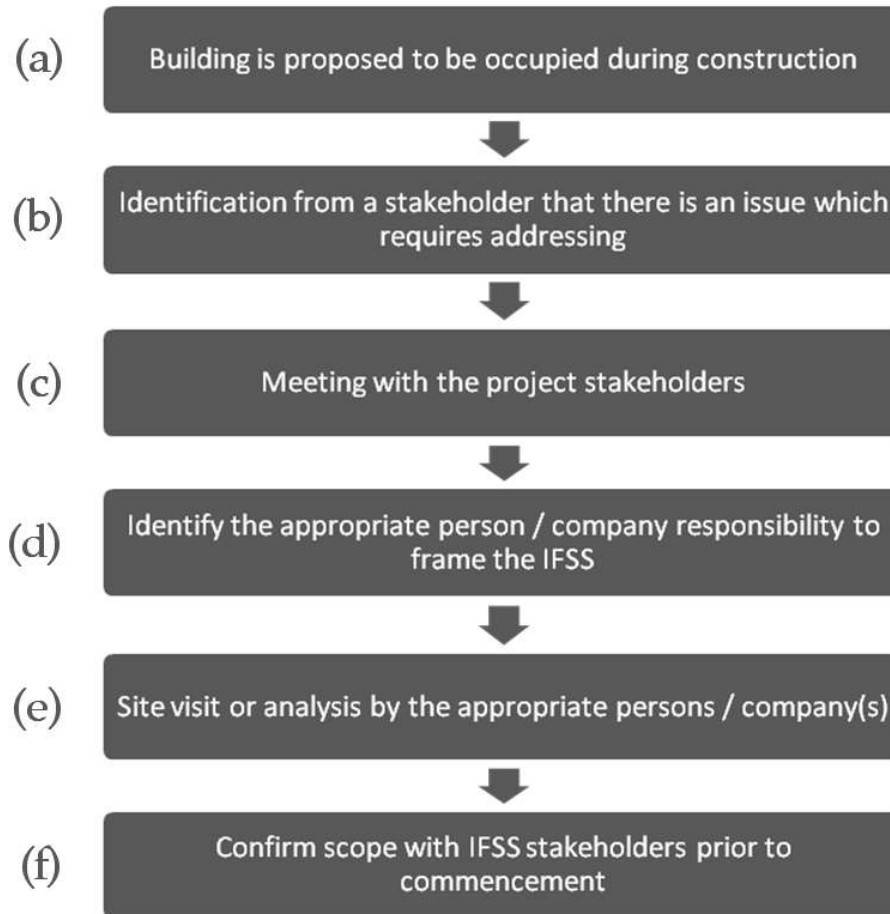 (a)
Building is proposed to be occupied during construction
(b)
Identification from a stakeholder that there is an issue which
requires addressing
(c)
Meeting with the project stakeholders
(d)
Identify the appropriate person / company responsibility to
frame the IFSS
(e)
Site visit or analysis by the appropriate persons / company(s)
(f)
Confirm scope with IFSS stakeholders prior to
commencement